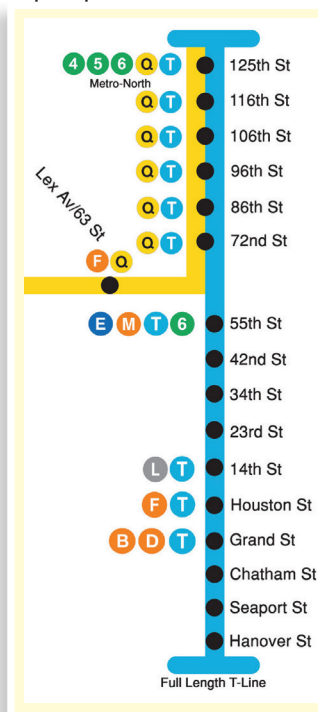 4 5 6 Q T 125th St
Metro-North
Q T 116th St
Q T 106th St
Q T 96th St
Q T 86th St
Q T 72nd St
Lex Av/63 St
F Q
E M T 6 55th St
42nd St
34th St
23rd St
L T 14th St
F T Houston St
B D T Grand St
Chatham St
Seaport St
Hanover St
Full Length T-Line